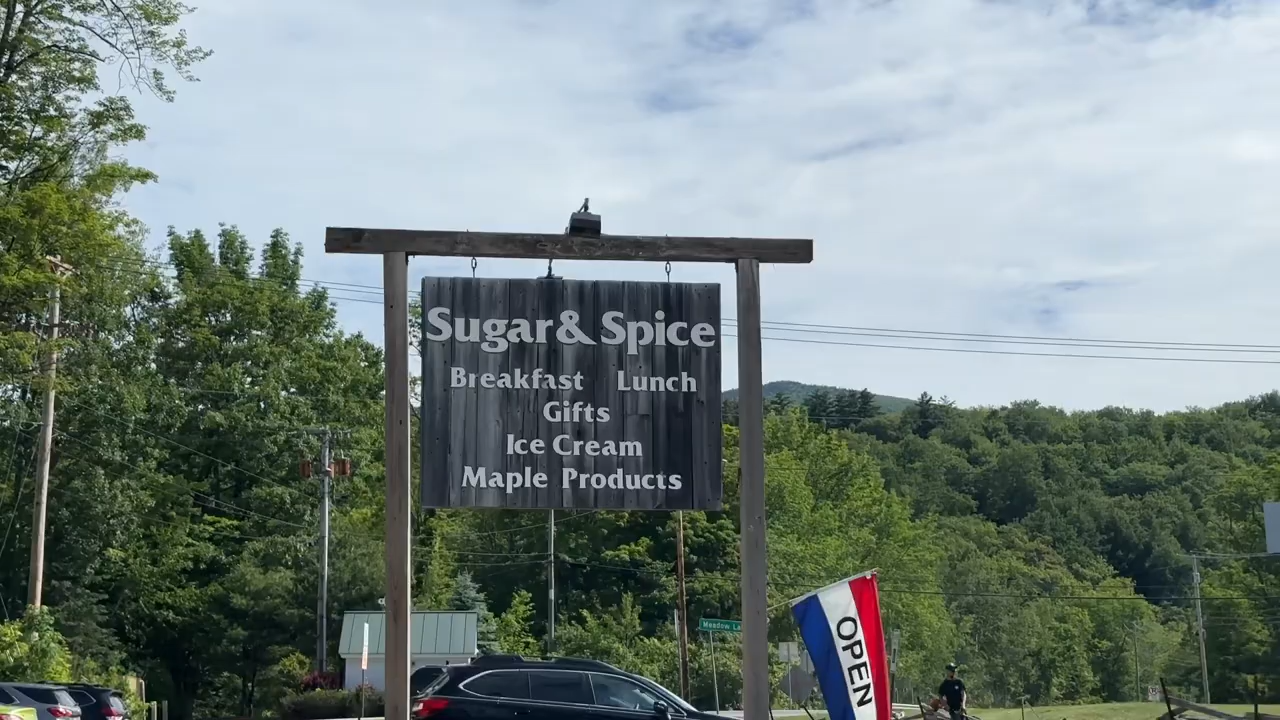 Sugar & Spice
Breakfast Lunch
Gifts
Ice Cream
Maple Products
Meadow La
OPEN